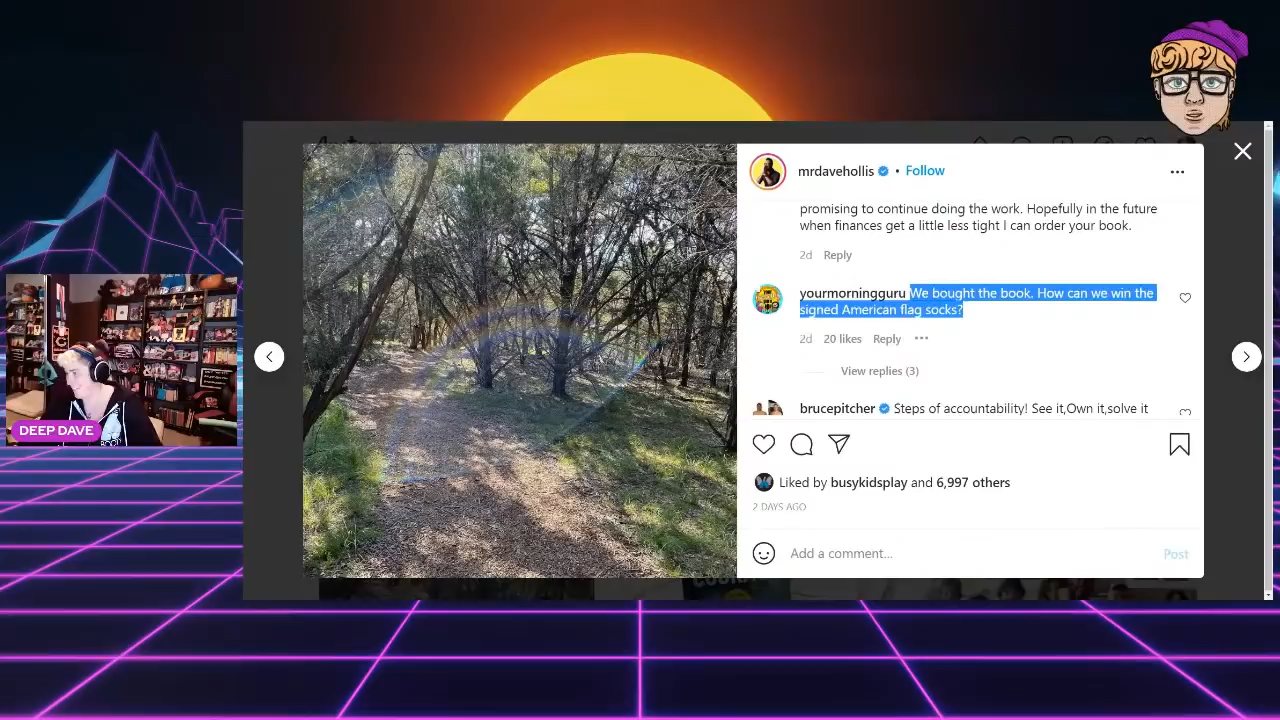 mrdavehollis • Follow
promising to continue doing the work. Hopefully in the future
when finances get a little less tight I can order your book.
2d Reply
yourmorningguru We bought the book. How can we win the
signed American flag socks?
2d 20 likes Reply
View replies (3)
brucepitcher Steps of accountability! See it,Own it,solve it
Liked by busykidsplay and 6,997 others
2 DAYS AGO
Add a comment... Post
DEEP DAVE